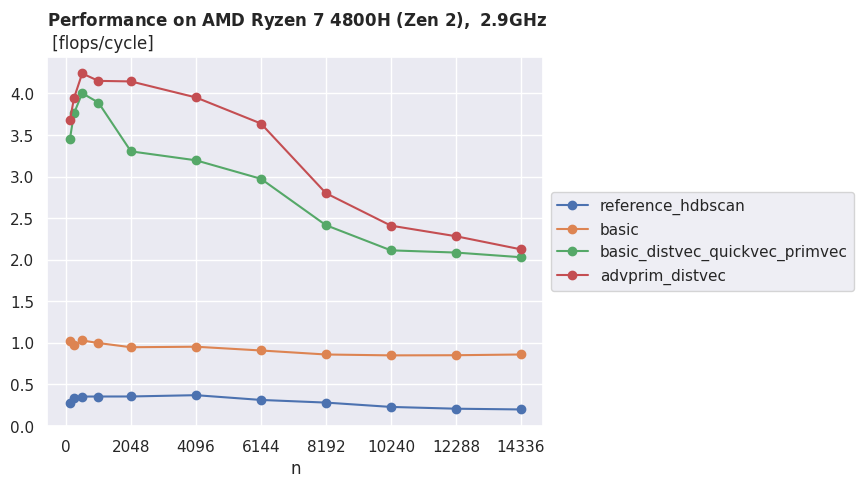 Performance on AMD Ryzen 7 4800H (Zen 2), 2.9GHz
[flops/cycle]
4.0
3.5
3.0
2.5
2.0
1.5
1.0
0.5
0.0
0 2048 4096 6144 8192 10240 12288 14336
n
reference_hdbscan
basic
basic_distvec_quickvec_primvec
advprim_distvec